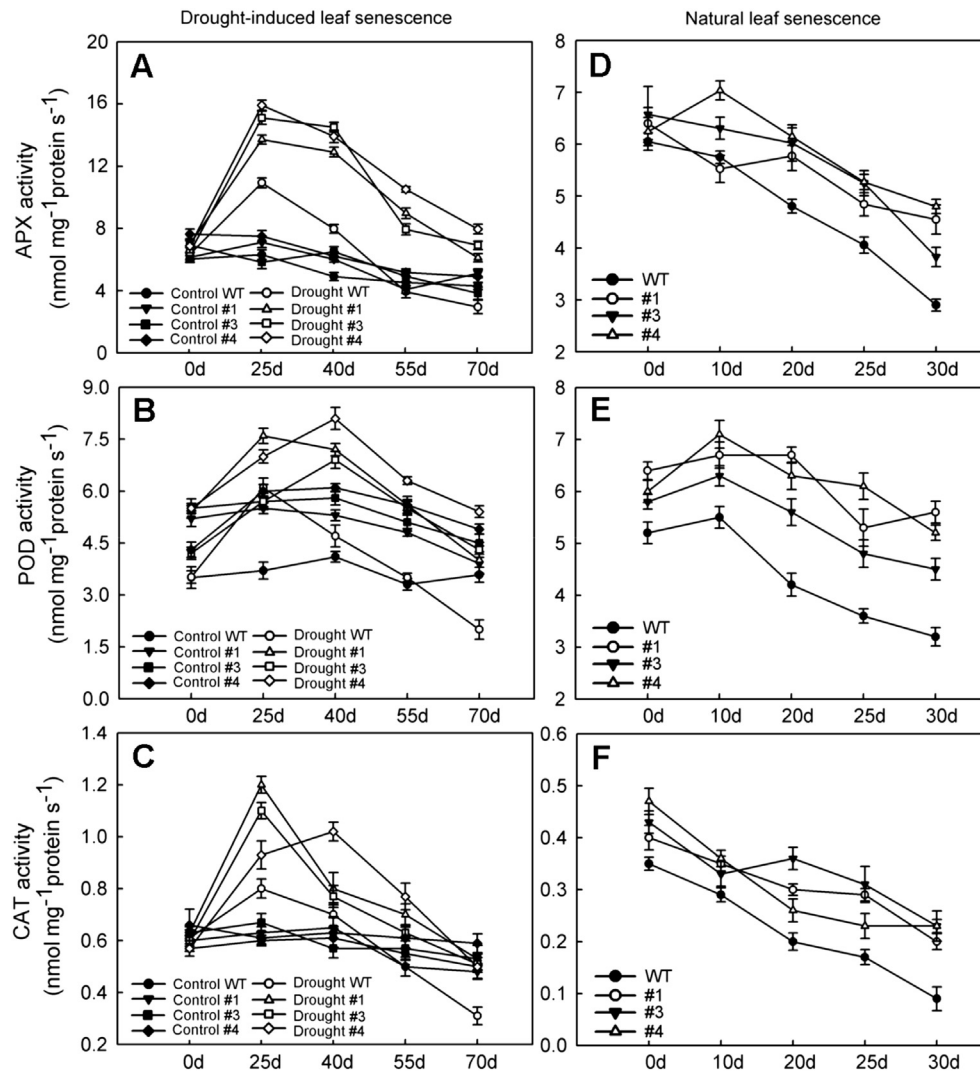 Drought-induced leaf senescence
Natural leaf senescence
A
APX activity
(nmol mg⁻¹protein s⁻¹)
20
16
12
8
4
0
Control WT
Control #1
Control #3
Control #4
Drought WT
Drought #1
Drought #3
Drought #4
0d 25d 40d 55d 70d
D
8
7
6
5
4
3
2
WT
#1
#3
#4
0d 10d 20d 25d 30d
B
POD activity
(nmol mg⁻¹protein s⁻¹)
9.0
7.5
6.0
4.5
3.0
1.5
0.0
Control WT
Control #1
Control #3
Control #4
Drought WT
Drought #1
Drought #3
Drought #4
0d 25d 40d 55d 70d
E
8
7
6
5
4
3
2
WT
#1
#3
#4
0d 10d 20d 25d 30d
C
CAT activity
(nmol mg⁻¹protein s⁻¹)
1.4
1.2
1.0
0.8
0.6
0.4
0.2
Control WT
Control #1
Control #3
Control #4
Drought WT
Drought #1
Drought #3
Drought #4
0d 25d 40d 55d 70d
F
0.6
0.5
0.4
0.3
0.2
0.1
0.0
WT
#1
#3
#4
0d 10d 20d 25d 30d